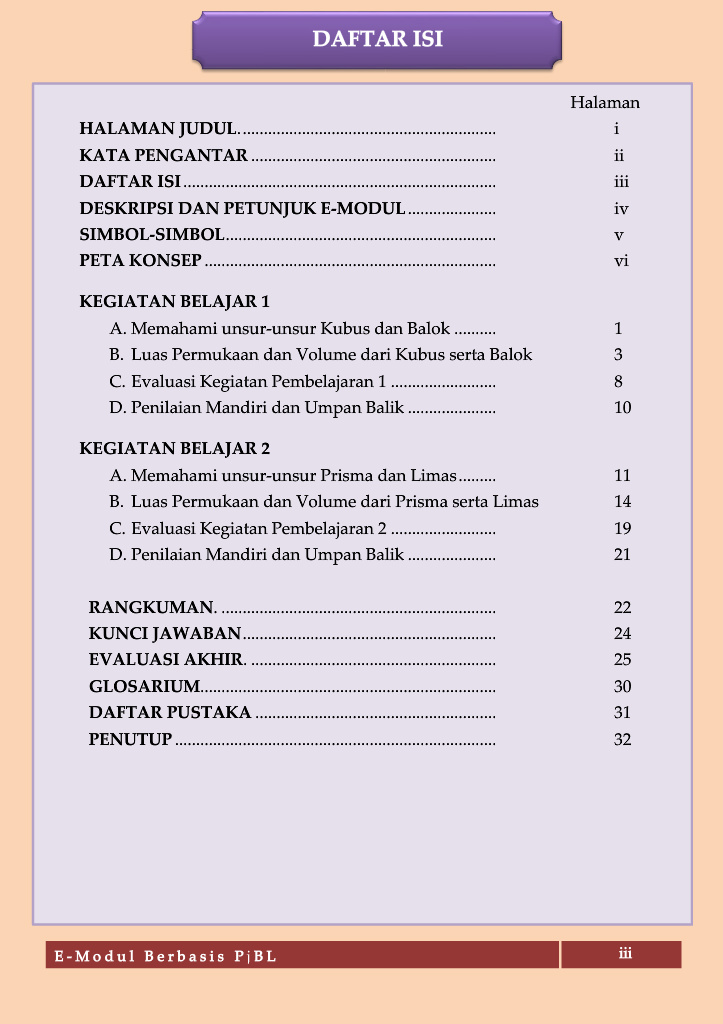 DAFTAR ISI
Halaman
HALAMAN JUDUL............................................................. i
KATA PENGANTAR .......................................................... ii
DAFTAR ISI .......................................................................... iii
DESKRIPSI DAN PETUNJUK E-MODUL ..................... iv
SIMBOL-SIMBOL................................................................ v
PETA KONSEP ..................................................................... vi
KEGIATAN BELAJAR 1
A. Memahami unsur-unsur Kubus dan Balok .......... 1
B. Luas Permukaan dan Volume dari Kubus serta Balok 3
C. Evaluasi Kegiatan Pembelajaran 1 ......................... 8
D. Penilaian Mandiri dan Umpan Balik ..................... 10
KEGIATAN BELAJAR 2
A. Memahami unsur-unsur Prisma dan Limas ......... 11
B. Luas Permukaan dan Volume dari Prisma serta Limas 14
C. Evaluasi Kegiatan Pembelajaran 2 ......................... 19
D. Penilaian Mandiri dan Umpan Balik ..................... 21
RANGKUMAN. ................................................................. 22
KUNCI JAWABAN ............................................................ 24
EVALUASI AKHIR. .......................................................... 25
GLOSARIUM...................................................................... 30
DAFTAR PUSTAKA ......................................................... 31
PENUTUP ............................................................................ 32
E-Modul Berbasis PjBL iii